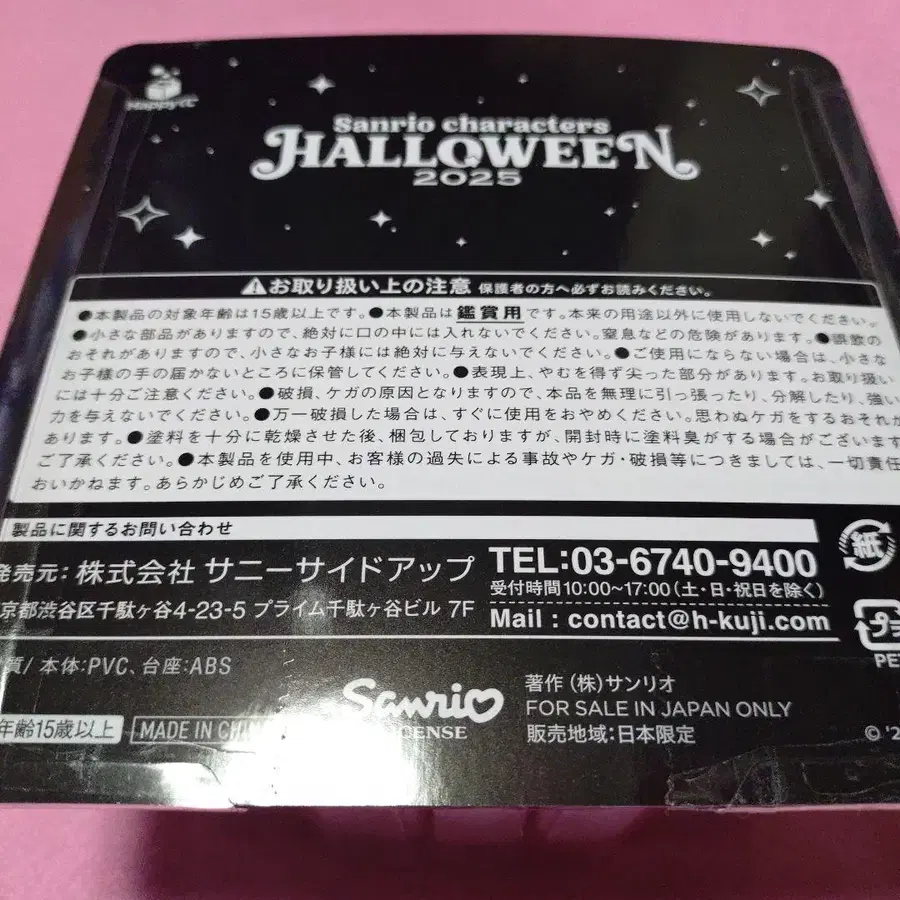 Happyくじ
Sanrio characters
HALLOWEEN
2025
お取り扱い上の注意 保護者の方へ必ずお読みください。
●本製品の対象年齢は15歳以上です。●本製品は鑑賞用です。本来の用途以外に使用しないでください。
●小さな部品がありますので、絶対に口の中には入れないでください。窒息などの危険があります。●誤飲の
おそれがありますので、小さなお子様には絶対に与えないでください。●ご使用にならない場合は、小さな
お子様の手の届かないところに保管してください。●表現上、やむを得ず尖った部分があります。お取り扱い
には十分ご注意ください。●破損、ケガの原因となりますので、本品を無理に引っ張ったり、分解したり、強い
力を与えないでください。●万一破損した場合は、すぐに使用をおやめください。思わぬケガをするおそれが
あります。●塗料を十分に乾燥させた後、梱包しておりますが、開封時に塗料臭がする場合がございます
ご了承ください。●本製品を使用中、お客様の過失による事故やケガ・破損等につきましては、一切責任
おいかねます。あらかじめご了承ください。
製品に関するお問い合わせ
発売元:株式会社 サニーサイドアップ
京都渋谷区千駄ヶ谷4-23-5 プライム千駄ヶ谷ビル 7F
TEL:03-6740-9400
受付時間10:00~17:00(土・日・祝日を除く)
Mail : contact@h-kuji.com
紙
プラ
PE
質/ 本体:PVC、台座:ABS
年齢15歳以上
MADE IN CHIN
Sanrio
CENSE
著作(株)サンリオ
FOR SALE IN JAPAN ONLY
販売地域:日本限定
© '2